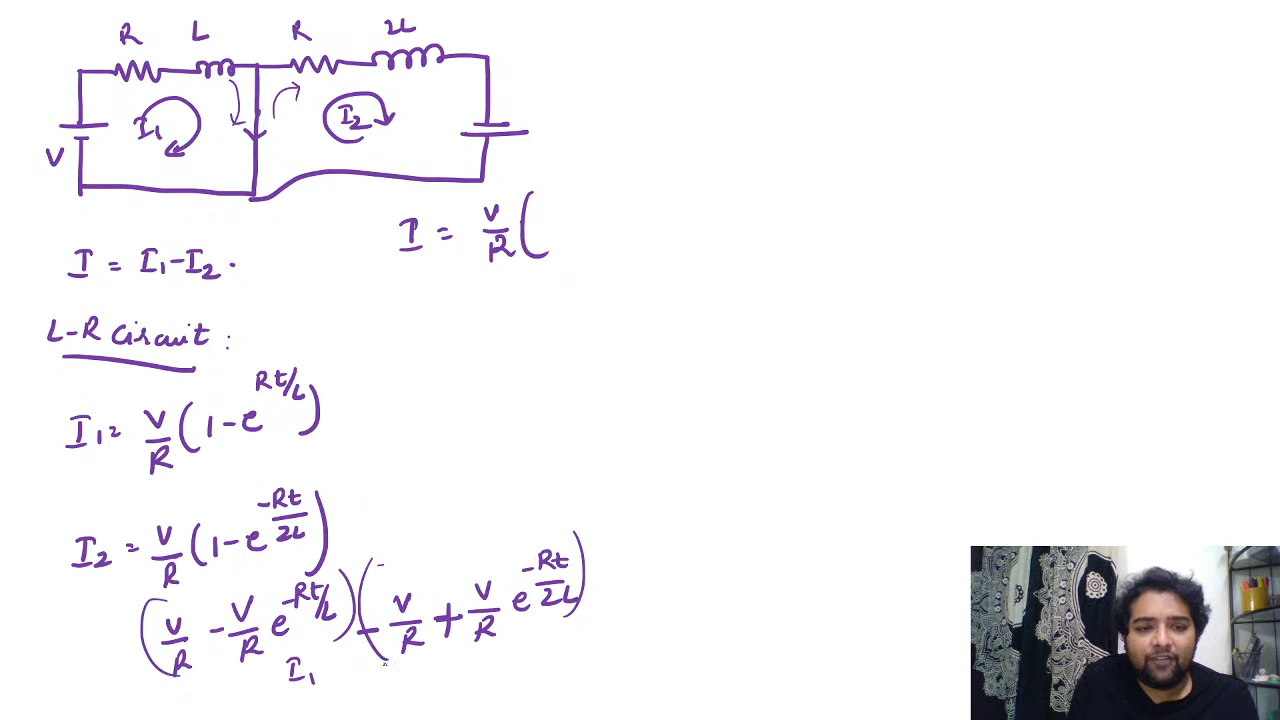 R L R 2L
I₁ I₂
V
I = V/R (
I = I₁ - I₂ .
L-R Circuit :
I₁ = V/R (1 - e^{Rt/L})
I₂ = V/R (1 - e^{-Rt/2L})
(V/R - V/R e^{-Rt/L}) (- V/R + V/R e^{-Rt/2L})
I₁